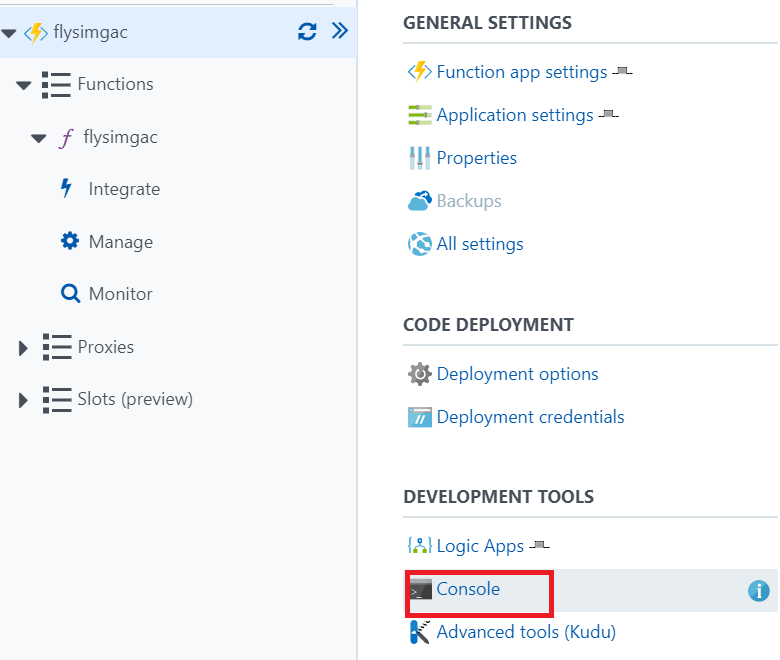 flysimgac
Functions
flysimgac
Integrate
Manage
Monitor
Proxies
Slots (preview)
GENERAL SETTINGS
Function app settings
Application settings
Properties
Backups
All settings
CODE DEPLOYMENT
Deployment options
Deployment credentials
DEVELOPMENT TOOLS
Logic Apps
Console
Advanced tools (Kudu)